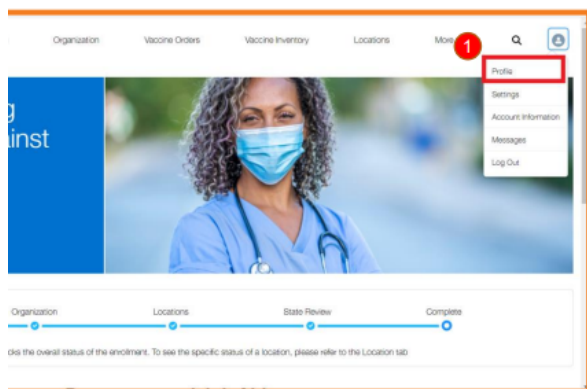 Organization Vaccine Orders Vaccine Inventory Locations More
1
Profile
Settings
Account Information
Messages
Log Out
ainst
Organization Locations State Review Complete
the overall status of the enrollment. To see the specific status of a location, please refer to the Location tab